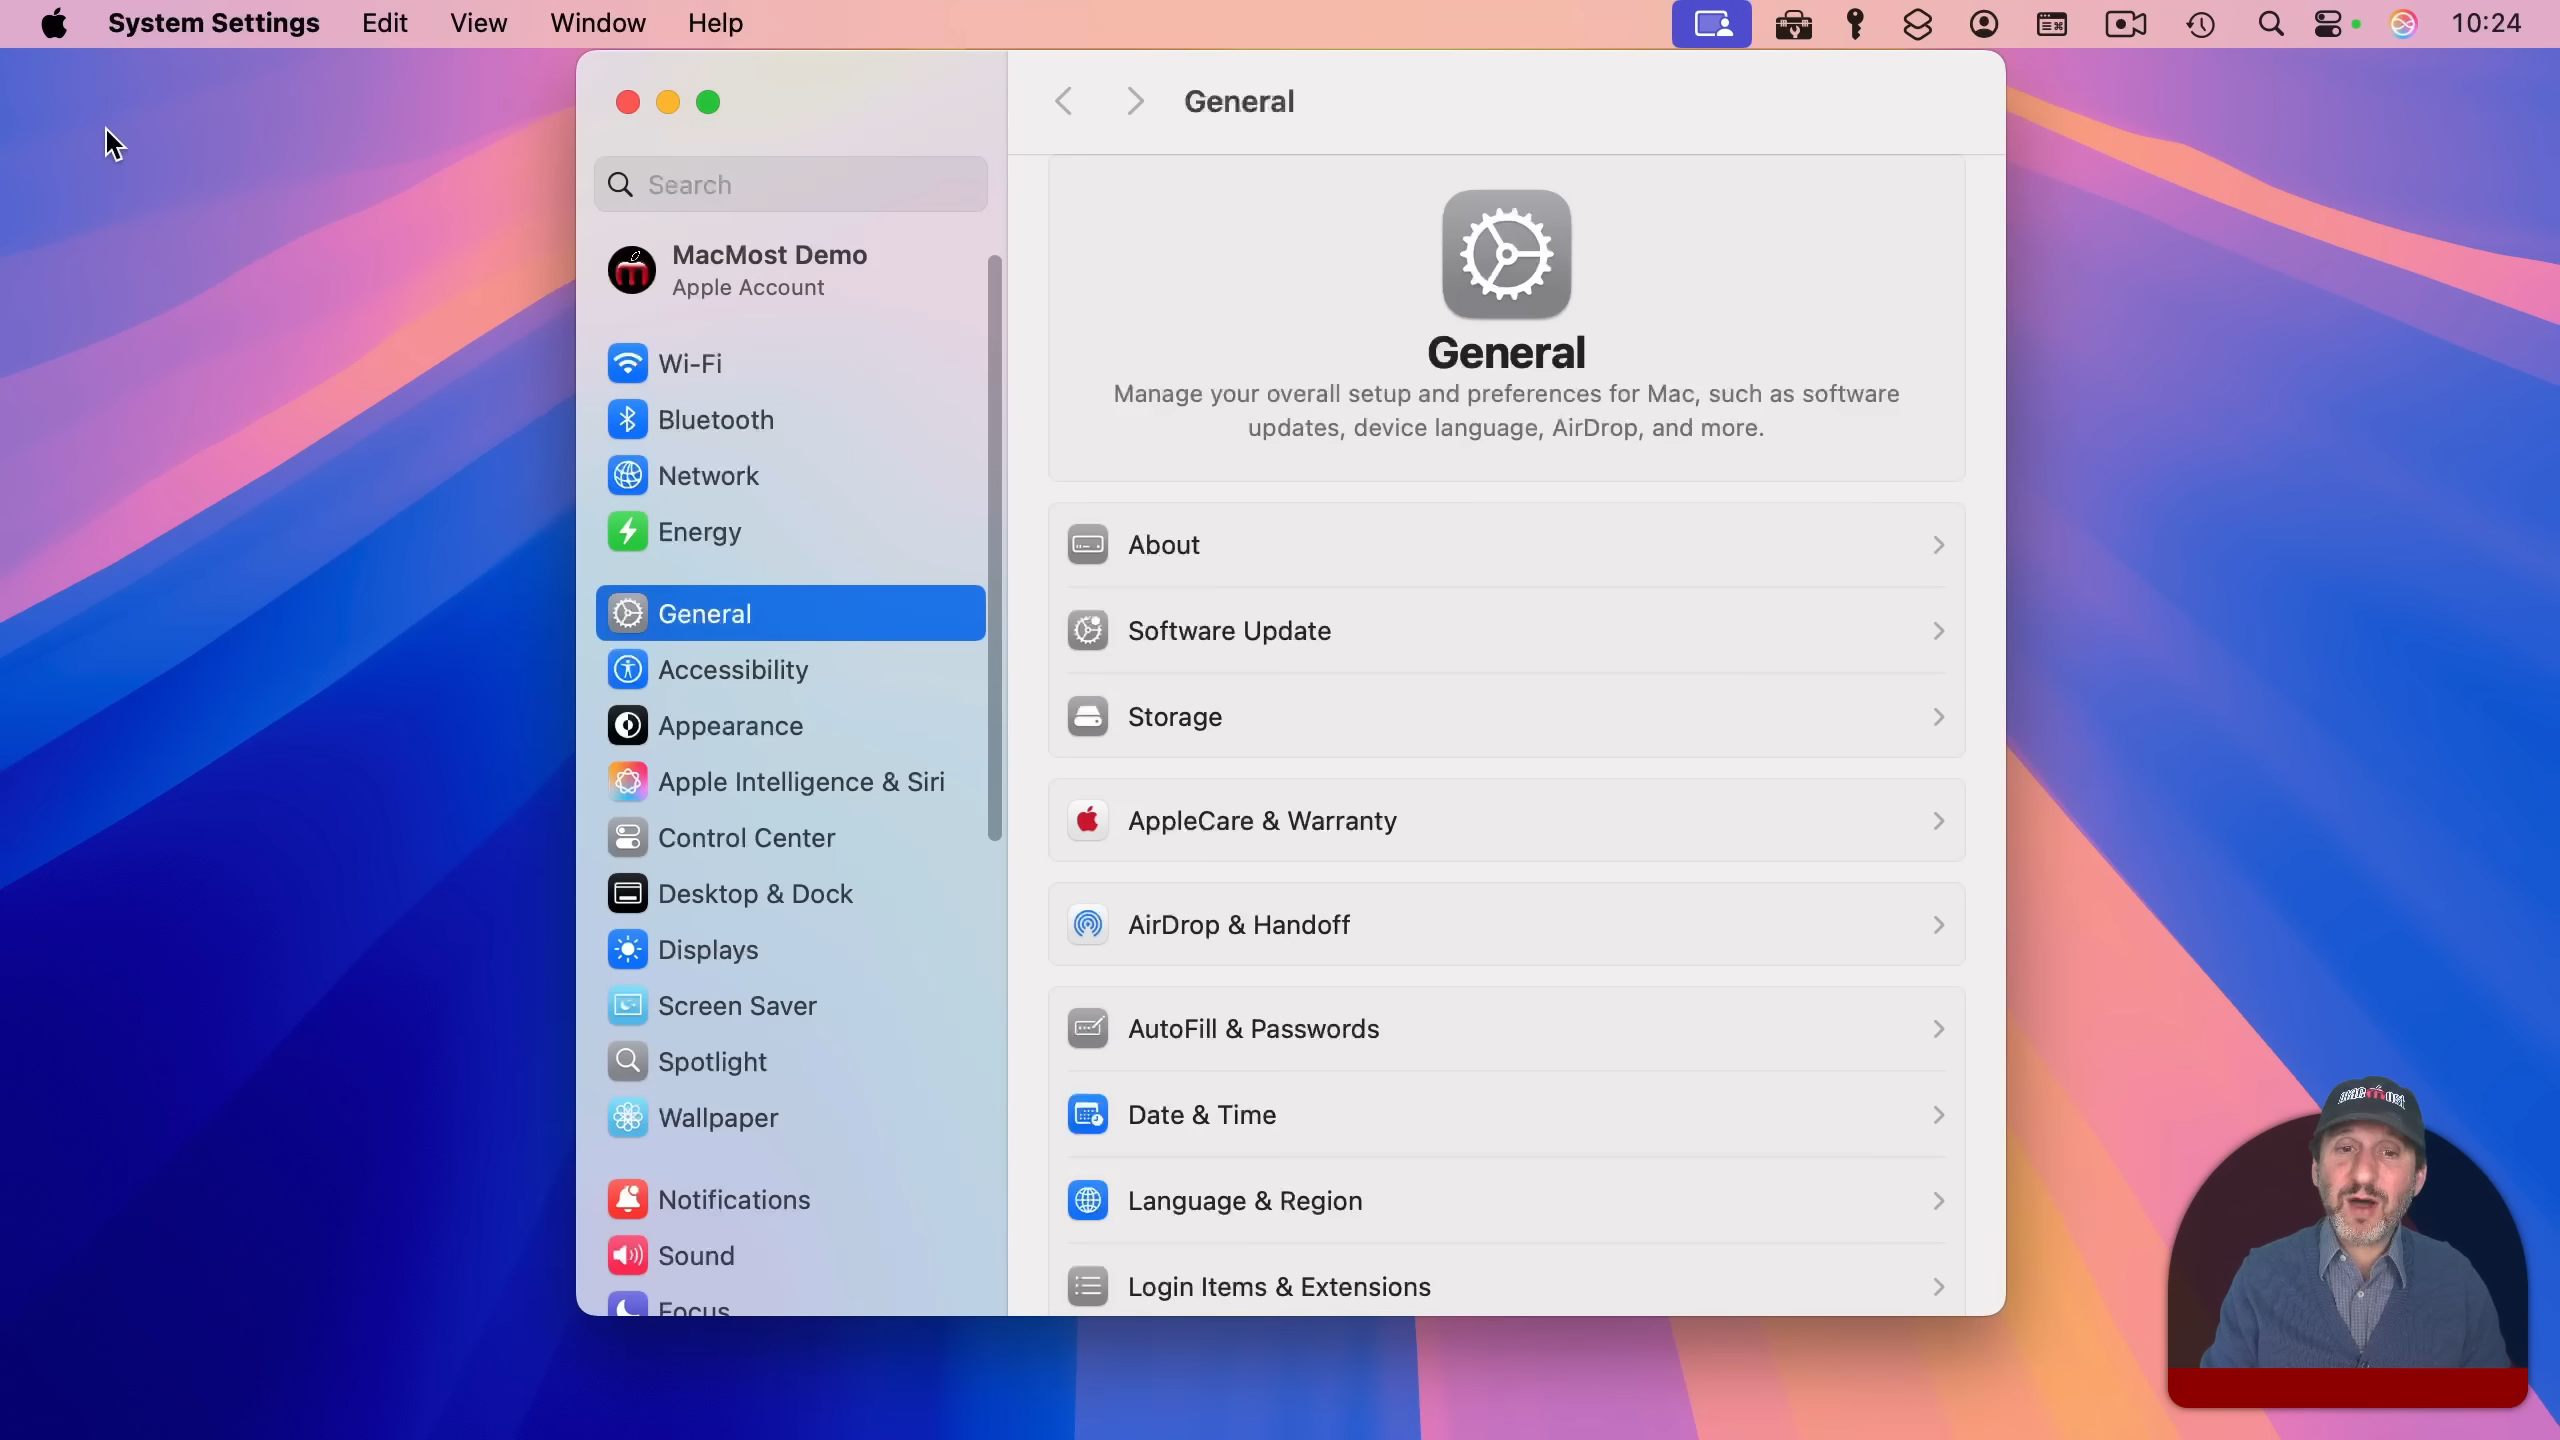 System Settings Edit View Window Help 10:24
General
Search
MacMost Demo
Apple Account
Wi-Fi
Bluetooth
Network
Energy
General
Accessibility
Appearance
Apple Intelligence & Siri
Control Center
Desktop & Dock
Displays
Screen Saver
Spotlight
Wallpaper
Notifications
Sound
Focus
General
Manage your overall setup and preferences for Mac, such as software
updates, device language, AirDrop, and more.
About
Software Update
Storage
AppleCare & Warranty
AirDrop & Handoff
AutoFill & Passwords
Date & Time
Language & Region
Login Items & Extensions
macmost